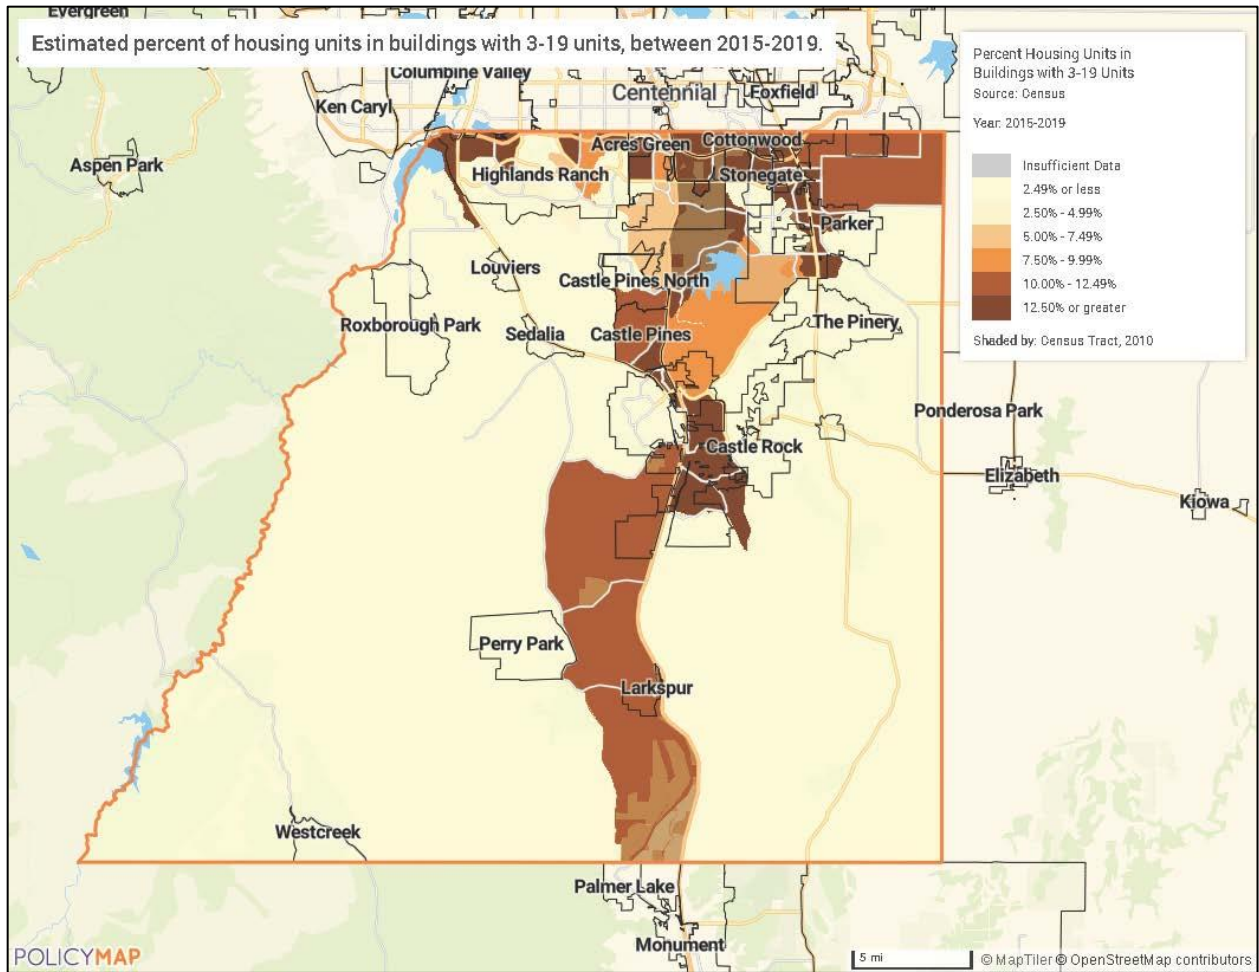 Evergreen
Estimated percent of housing units in buildings with 3-19 units, between 2015-2019.
Columbine Valley
Ken Caryl
Centennial
Foxfield
Aspen Park
Acres Green
Cottonwood
Highlands Ranch
Stonegate
Parker
Louviers
Castle Pines North
Roxborough Park
Sedalia
Castle Pines
The Pinery
Ponderosa Park
Castle Rock
Elizabeth
Kiowa
Perry Park
Larkspur
Westcreek
Palmer Lake
Monument
Percent Housing Units in
Buildings with 3-19 Units
Source: Census
Year: 2015-2019
Insufficient Data
2.49% or less
2.50% - 4.99%
5.00% - 7.49%
7.50% - 9.99%
10.00% - 12.49%
12.50% or greater
Shaded by: Census Tract, 2010
POLICYMAP
5 mi
© MapTiler © OpenStreetMap contributors